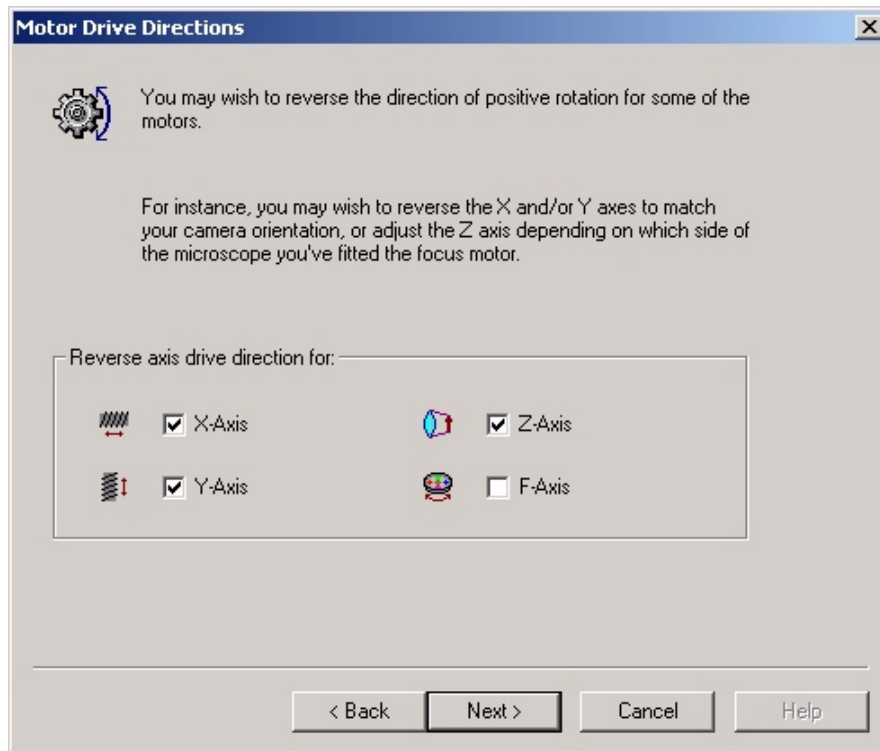 Motor Drive Directions
You may wish to reverse the direction of positive rotation for some of the
motors.
For instance, you may wish to reverse the X and/or Y axes to match
your camera orientation, or adjust the Z axis depending on which side of
the microscope you've fitted the focus motor.
Reverse axis drive direction for:
X-Axis
Z-Axis
Y-Axis
F-Axis
< Back
Next >
Cancel
Help